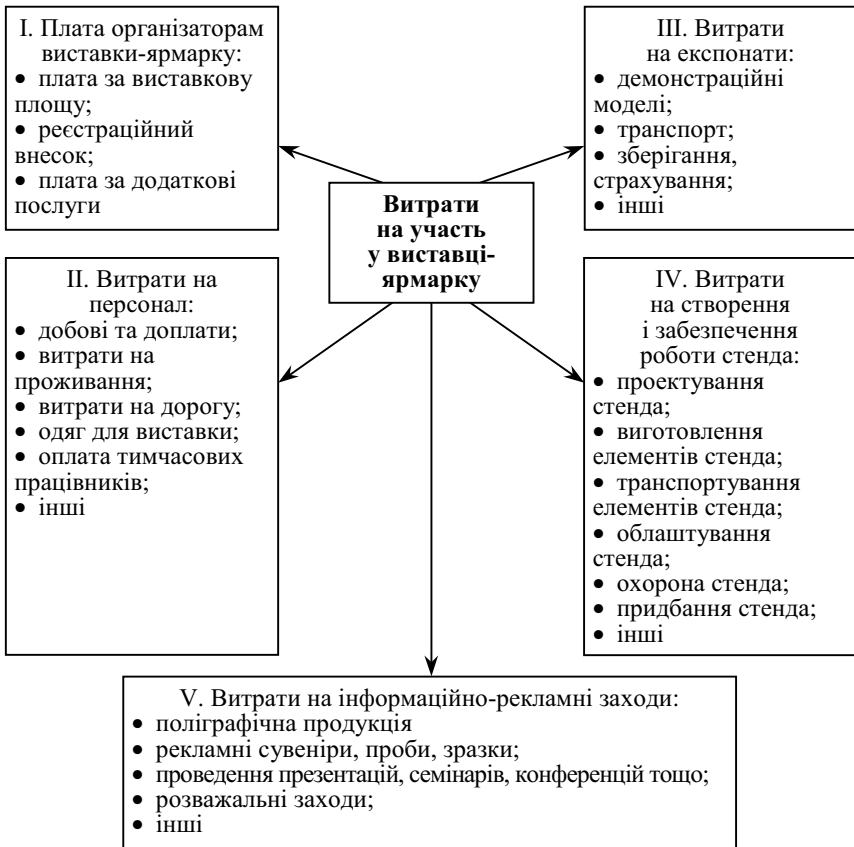 I. Плата організаторам
виставки-ярмарку:
• плата за виставкову
площу;
• реєстраційний
внесок;
• плата за додаткові
послуги
III. Витрати
на експонати:
• демонстраційні
моделі;
• транспорт;
• зберігання,
страхування;
• інші
Витрати
на участь
у виставці-
ярмарку
II. Витрати на
персонал:
• добові та доплати;
• витрати на
проживання;
• витрати на дорогу;
• одяг для виставки;
• оплата тимчасових
працівників;
• інші
IV. Витрати
на створення
і забезпечення
роботи стенда:
• проектування
стенда;
• виготовлення
елементів стенда;
• транспортування
елементів стенда;
• облаштування
стенда;
• охорона стенда;
• придбання стенда;
• інші
V. Витрати на інформаційно-рекламні заходи:
• поліграфічна продукція
• рекламні сувеніри, проби, зразки;
• проведення презентацій, семінарів, конференцій тощо;
• розважальні заходи;
• інші